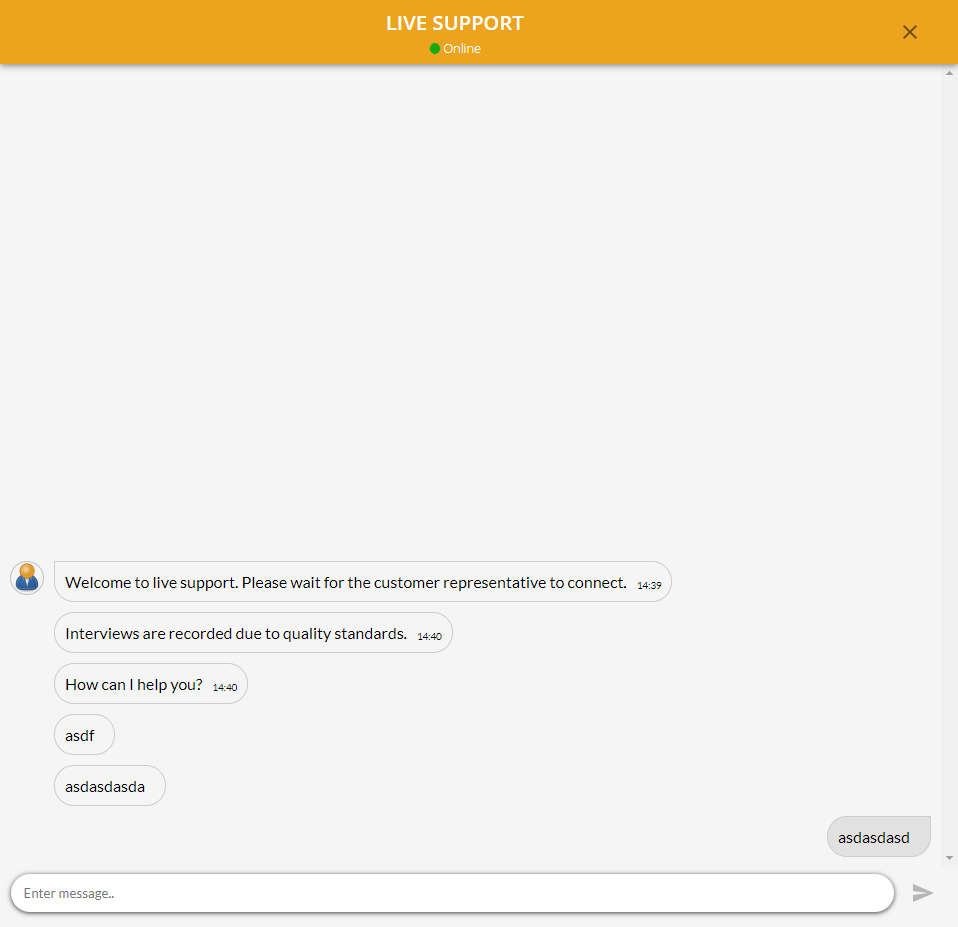 LIVE SUPPORT
Online
Welcome to live support. Please wait for the customer representative to connect. 14:39
Interviews are recorded due to quality standards. 14:40
How can I help you? 14:40
asdf
asdasdasda
asdasdasd
Enter message..